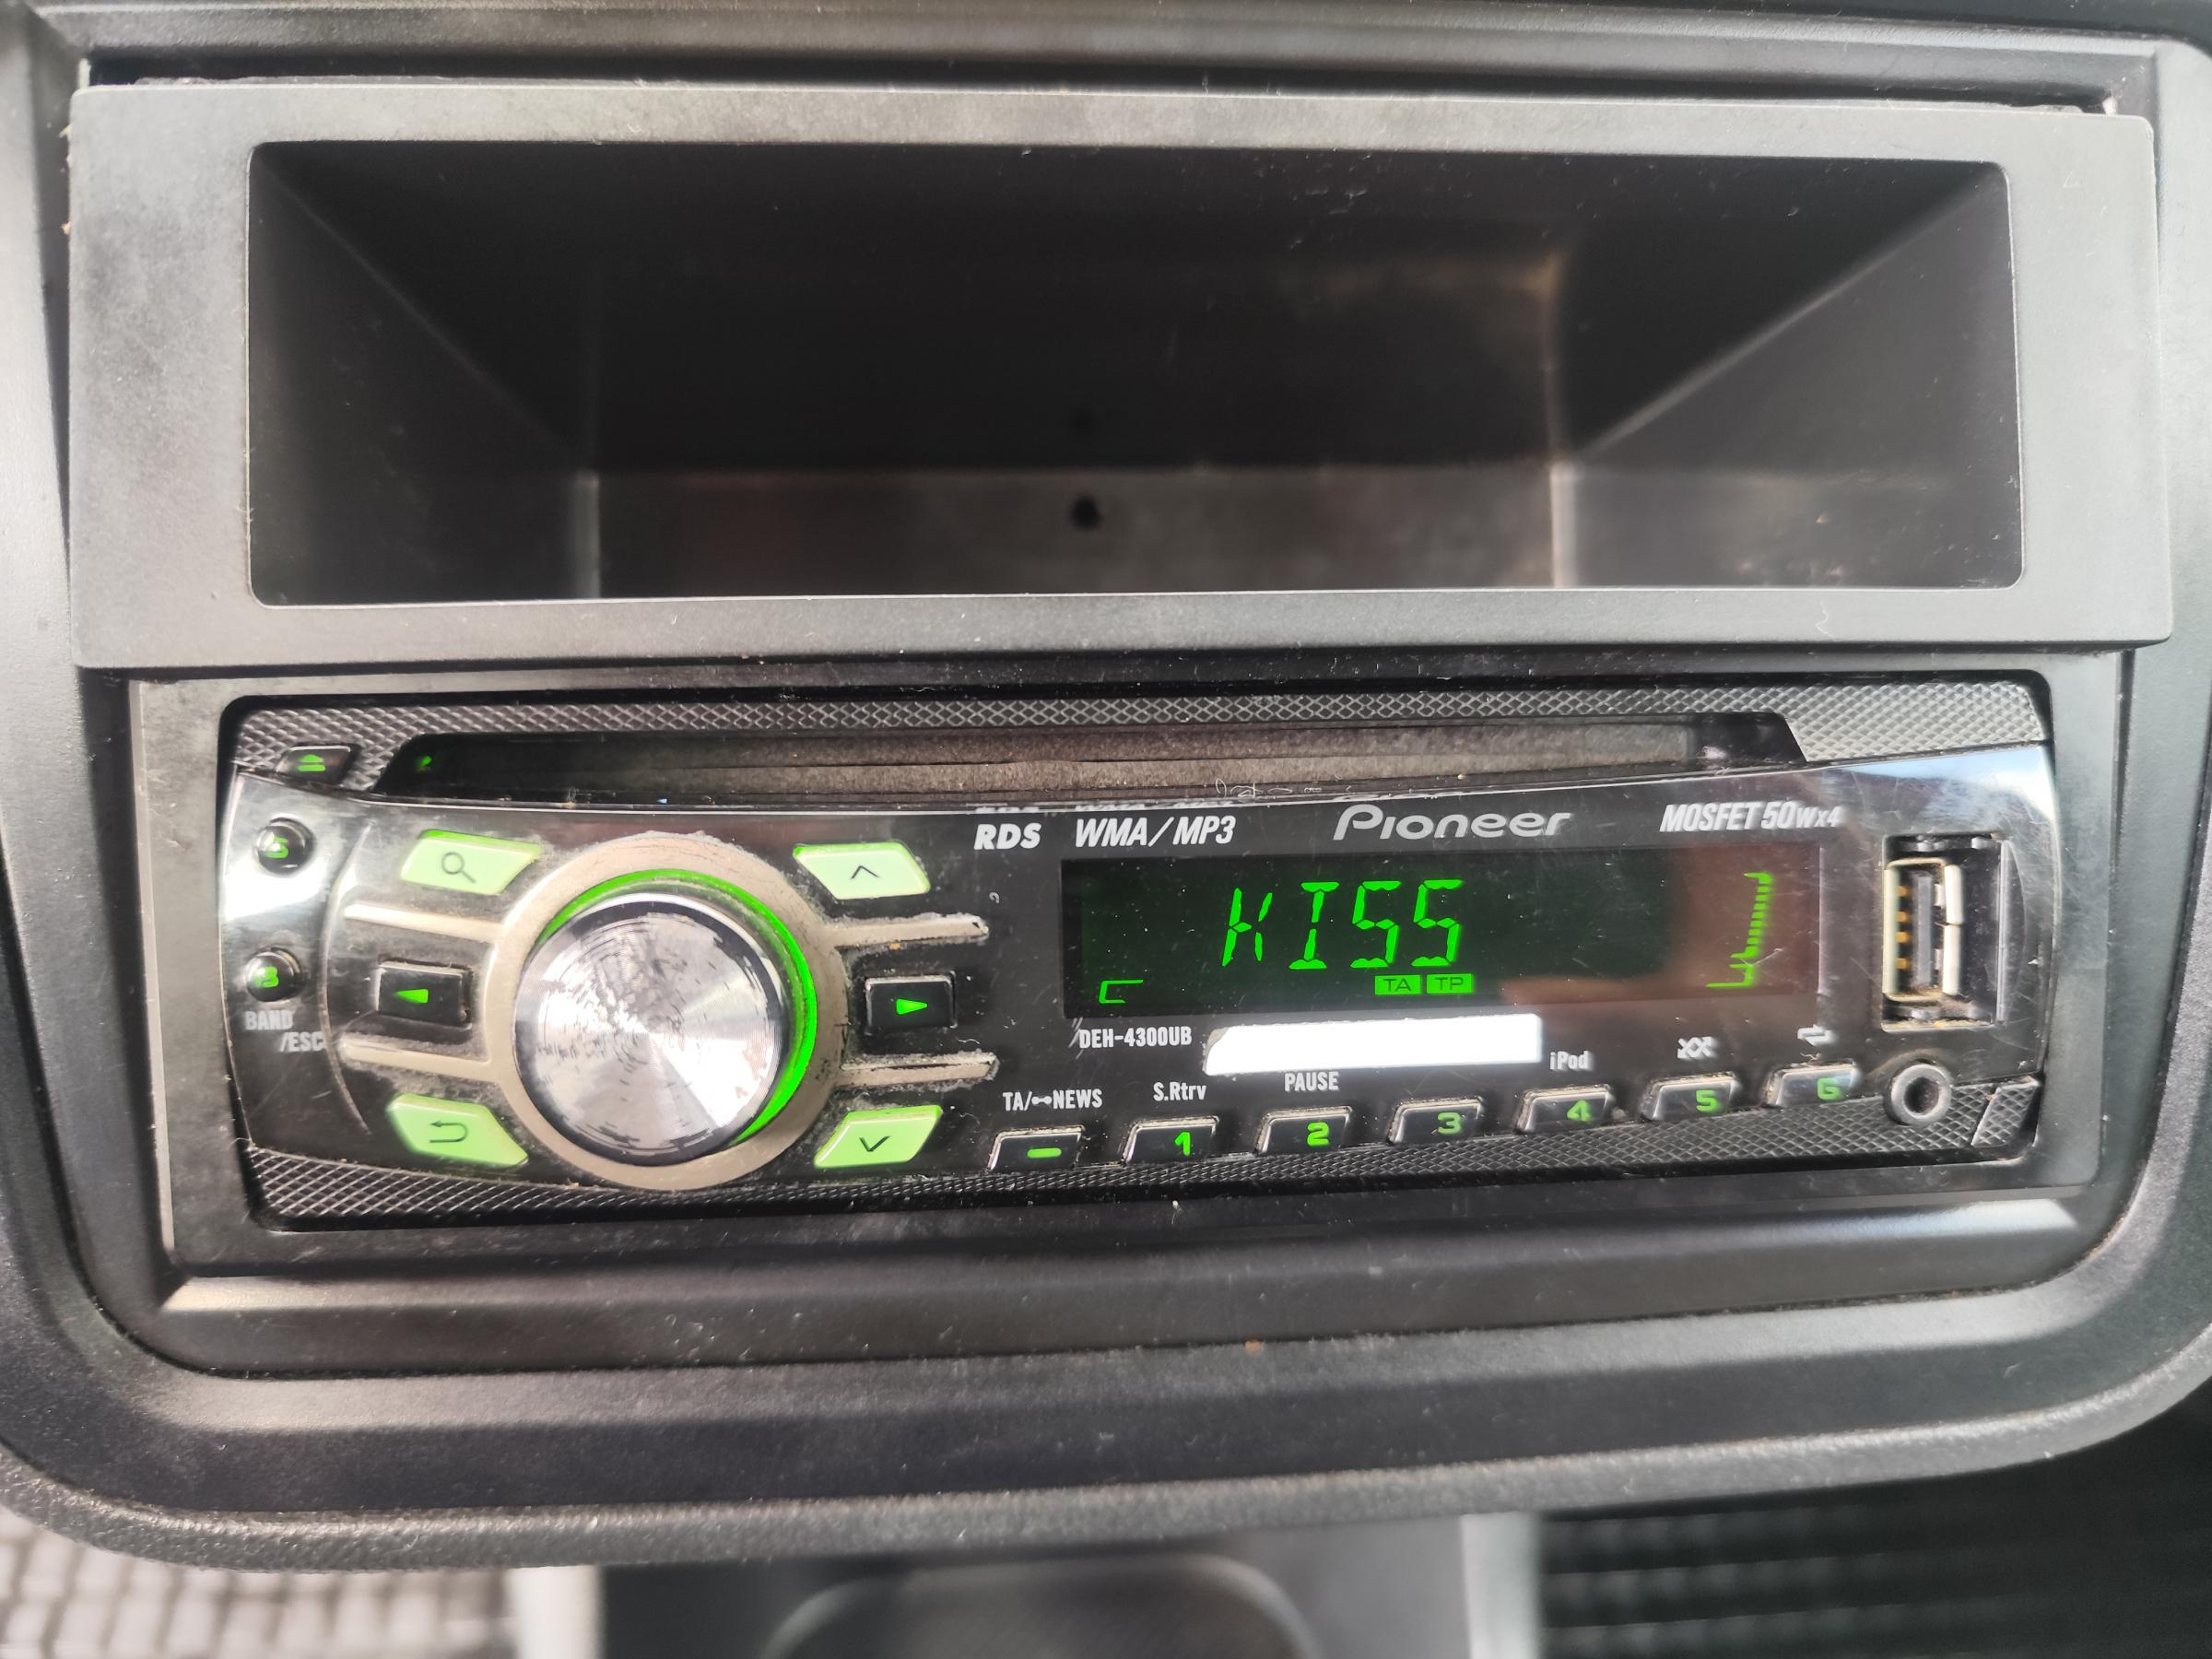 RDS WMA/MP3 Pioneer MOSFET 50Wx4
KISS
TA TP
BAND
/ESC
DEH-4300UB
iPod
TA/NEWS S.Rtrv PAUSE
1 2 3 4 5 6